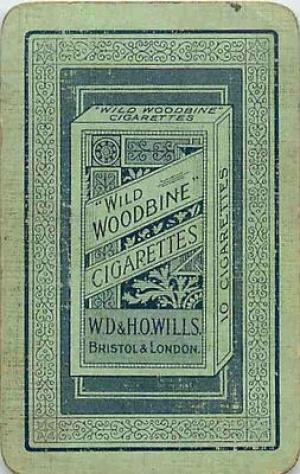 "WILD WOODBINE"
CIGARETTES
"WILD
WOODBINE"
CIGARETTES
W.D.&H.O.WILLS.
BRISTOL & LONDON.
10 CIGARETTES